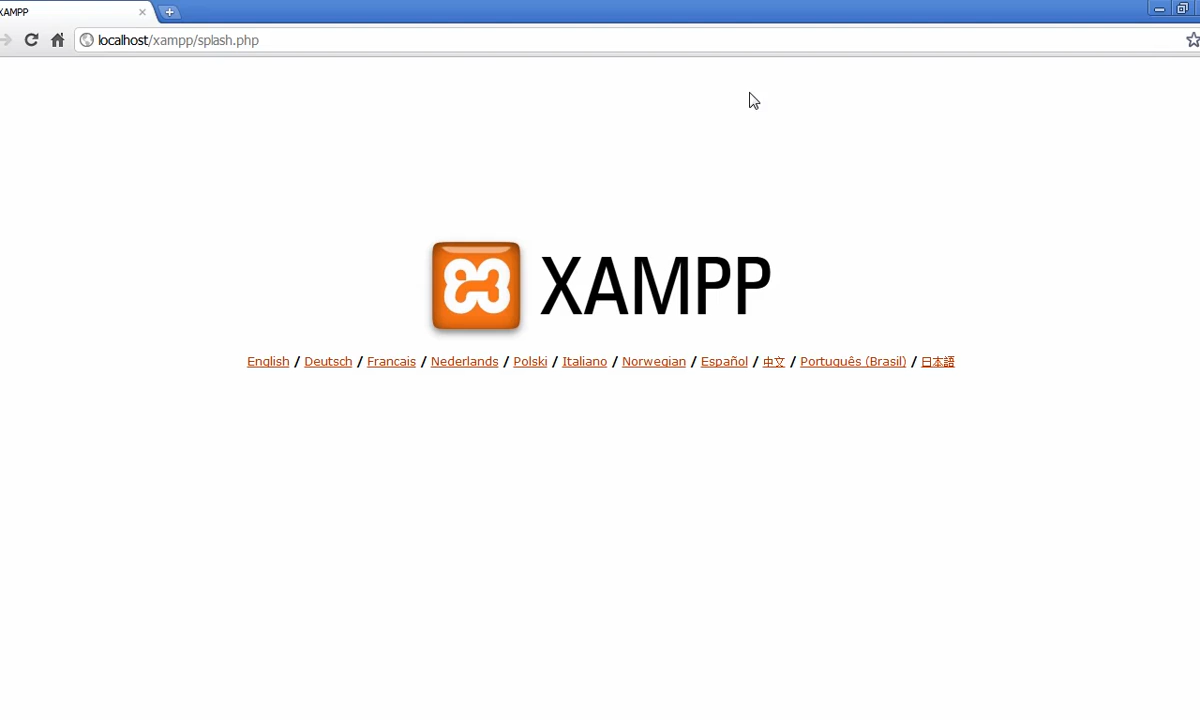 XAMPP
localhost/xampp/splash.php
XAMPP
English / Deutsch / Francais / Nederlands / Polski / Italiano / Norwegian / Español / 中文 / Português (Brasil) / 日本語